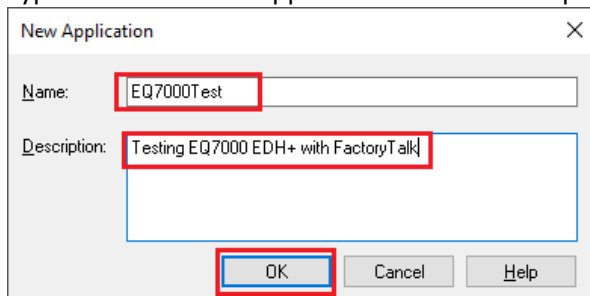 New Application
Name: EQ7000Test
Description: Testing EQ7000 EDH+ with FactoryTalk
OK Cancel Help